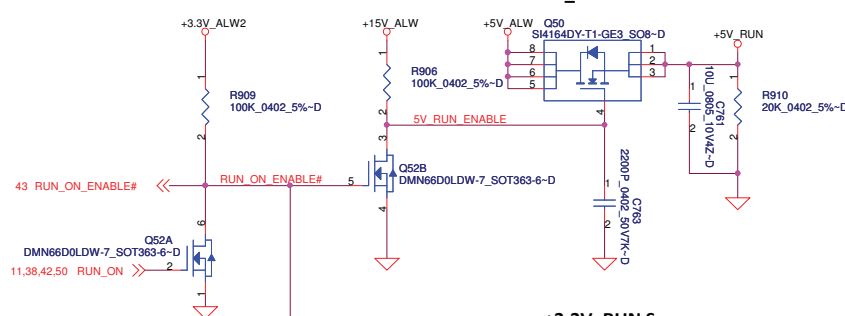 +3.3V_ALW2
+15V_ALW
+5V_ALW
Q50
SI4164DY-T1-GE3_SO8~D
+5V_RUN
8
7
6
5
1
2
3
4
1
R909
100K_0402_5%~D
2
1
R906
100K_0402_5%~D
2
5V_RUN_ENABLE
1
C761
10U_0805_10V4Z~D
2
1
R910
20K_0402_5%~D
2
43 RUN_ON_ENABLE#
RUN_ON_ENABLE#
3
5
Q52B
DMN66D0LDW-7_SOT363-6~D
4
1
C763
2200P_0402_50V7K~D
2
6
Q52A
DMN66D0LDW-7_SOT363-6~D
11,38,42,50 RUN_ON
2
1